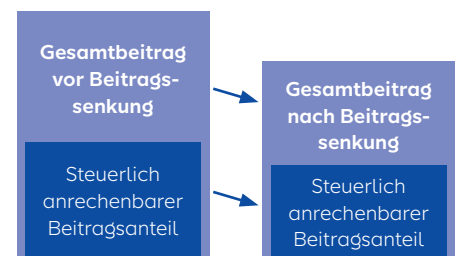 Gesamtbeitrag
vor Beitrags-
senkung
Steuerlich
anrechenbarer
Beitragsanteil
Gesamtbeitrag
nach Beitrags-
senkung
Steuerlich
anrechenbarer
Beitragsanteil